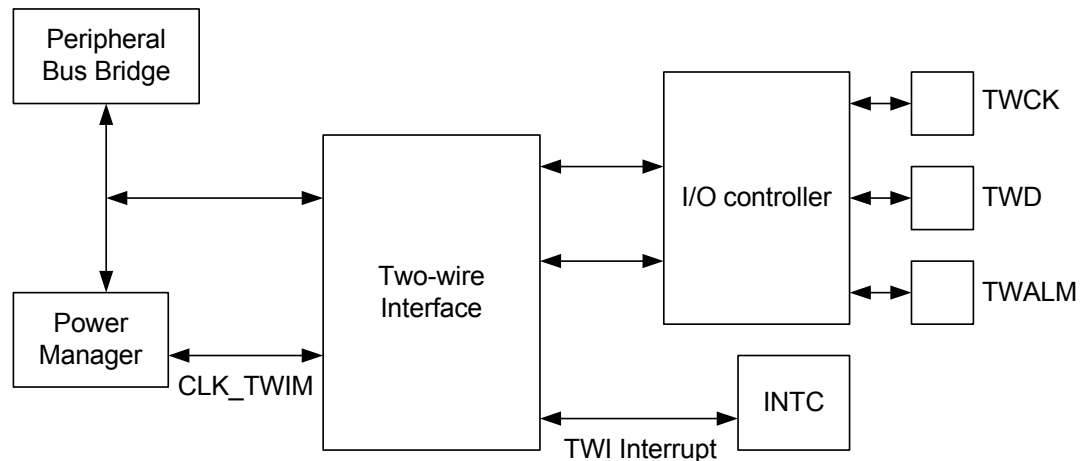 Peripheral
Bus Bridge
TWCK
I/O controller
TWD
Two-wire
Interface
TWALM
Power
Manager
CLK_TWIM
INTC
TWI Interrupt